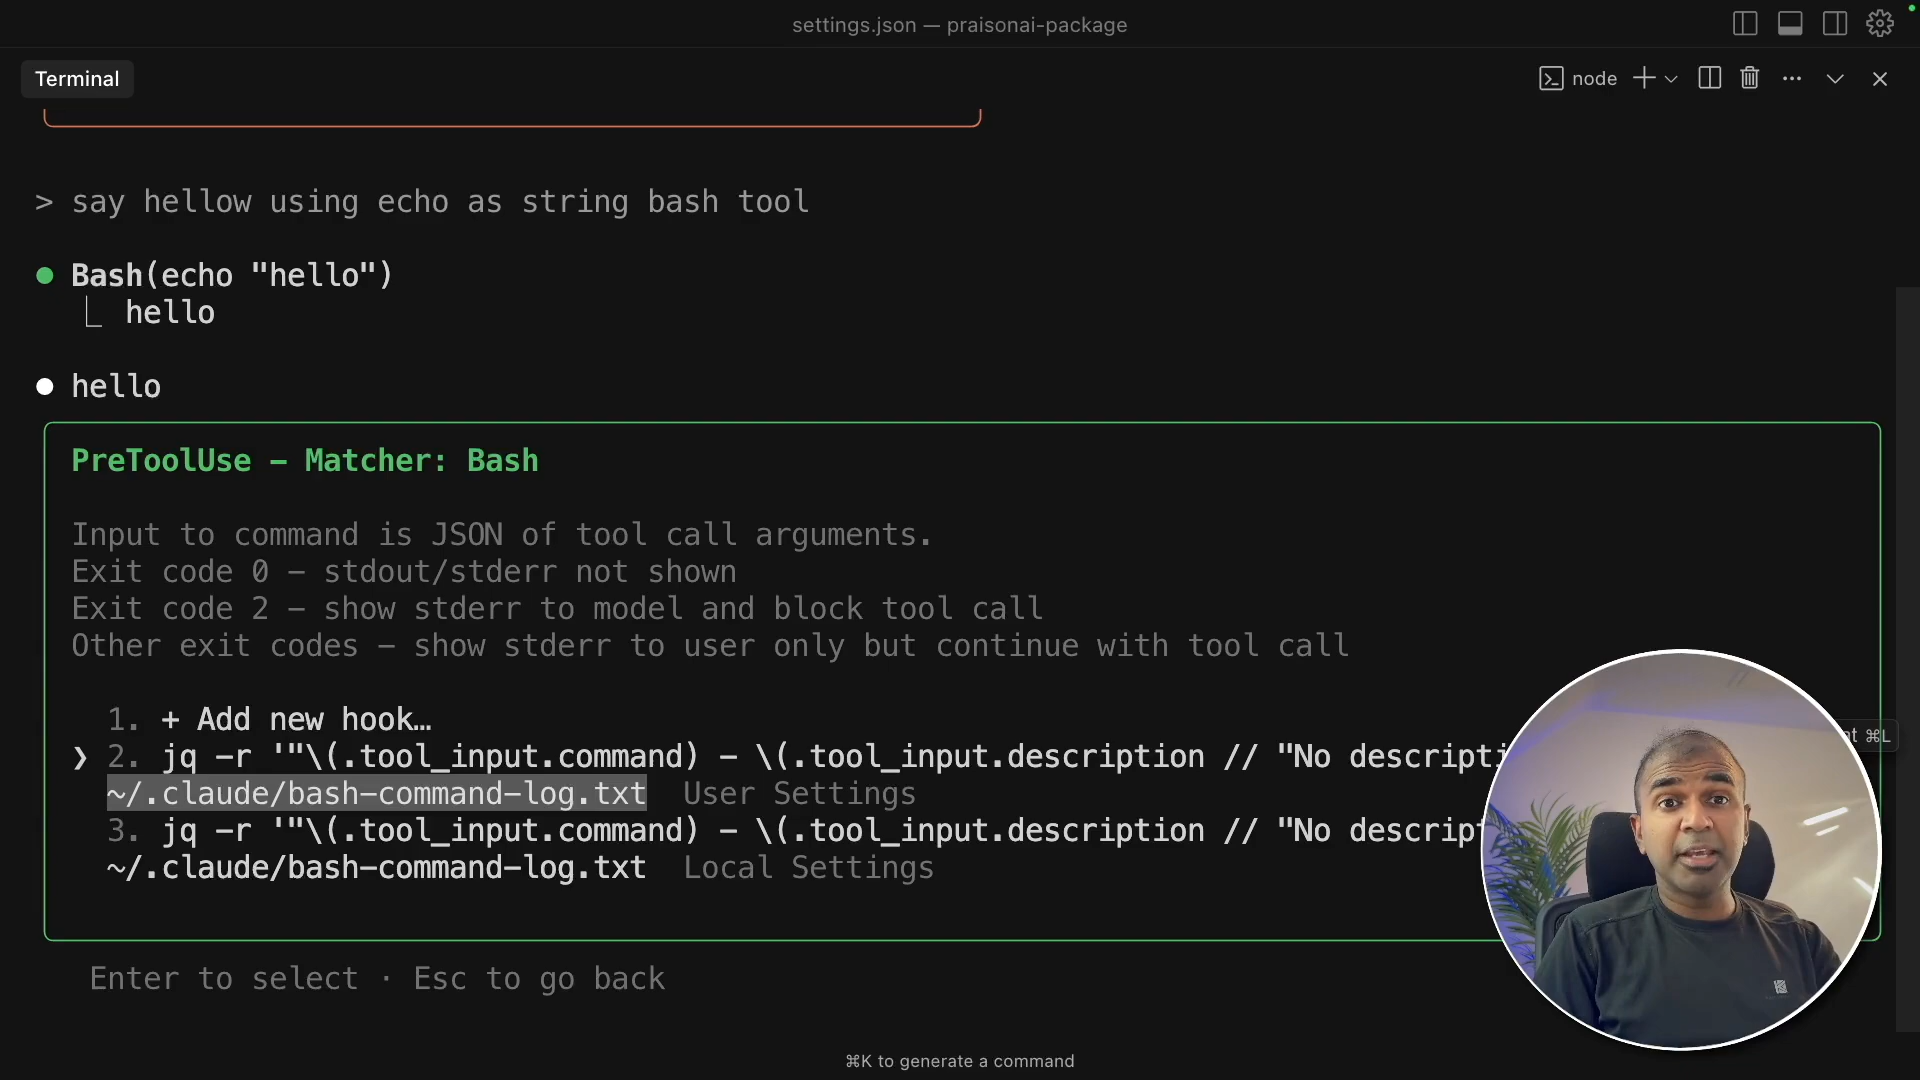 settings.json — praisonai-package
Terminal
node
> say hellow using echo as string bash tool
Bash(echo "hello")
hello
hello
PreToolUse – Matcher: Bash
Input to command is JSON of tool call arguments.
Exit code 0 – stdout/stderr not shown
Exit code 2 – show stderr to model and block tool call
Other exit codes – show stderr to user only but continue with tool call
1. + Add new hook…
❯ 2. jq -r '"\(.tool_input.command) - \(.tool_input.description // "No descripti
~/.claude/bash-command-log.txt User Settings
3. jq -r '"\(.tool_input.command) - \(.tool_input.description // "No descrip
~/.claude/bash-command-log.txt Local Settings
⌘L
Enter to select · Esc to go back
⌘K to generate a command